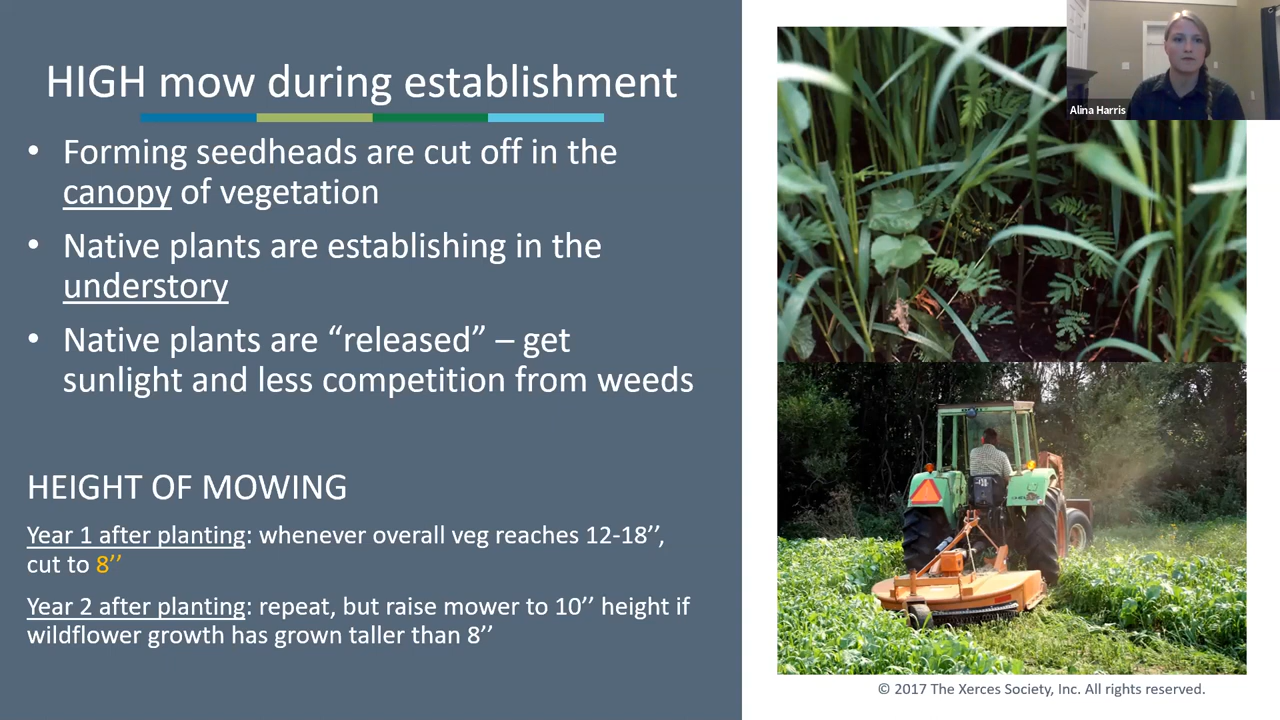 HIGH mow during establishment
• Forming seedheads are cut off in the
canopy of vegetation
• Native plants are establishing in the
understory
• Native plants are “released” – get
sunlight and less competition from weeds
HEIGHT OF MOWING
Year 1 after planting: whenever overall veg reaches 12-18’’,
cut to 8’’
Year 2 after planting: repeat, but raise mower to 10’’ height if
wildflower growth has grown taller than 8’’
Alina Harris
© 2017 The Xerces Society, Inc. All rights reserved.